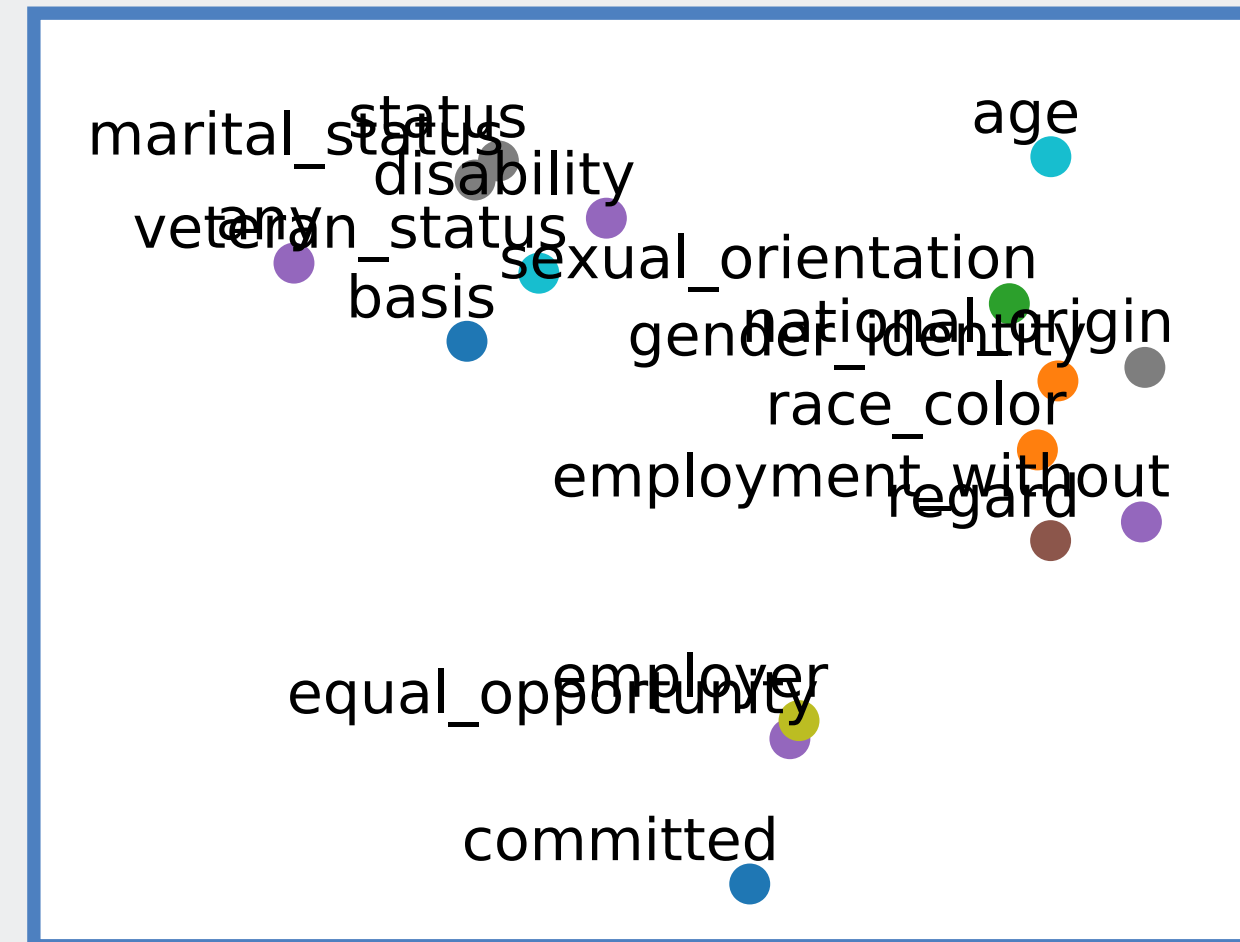 age
status
marital_status
disability
any
veteran_status
sexual_orientation
basis
national_origin
gender_identity
race_color
employment_without
regard
employer
equal_opportunity
committed